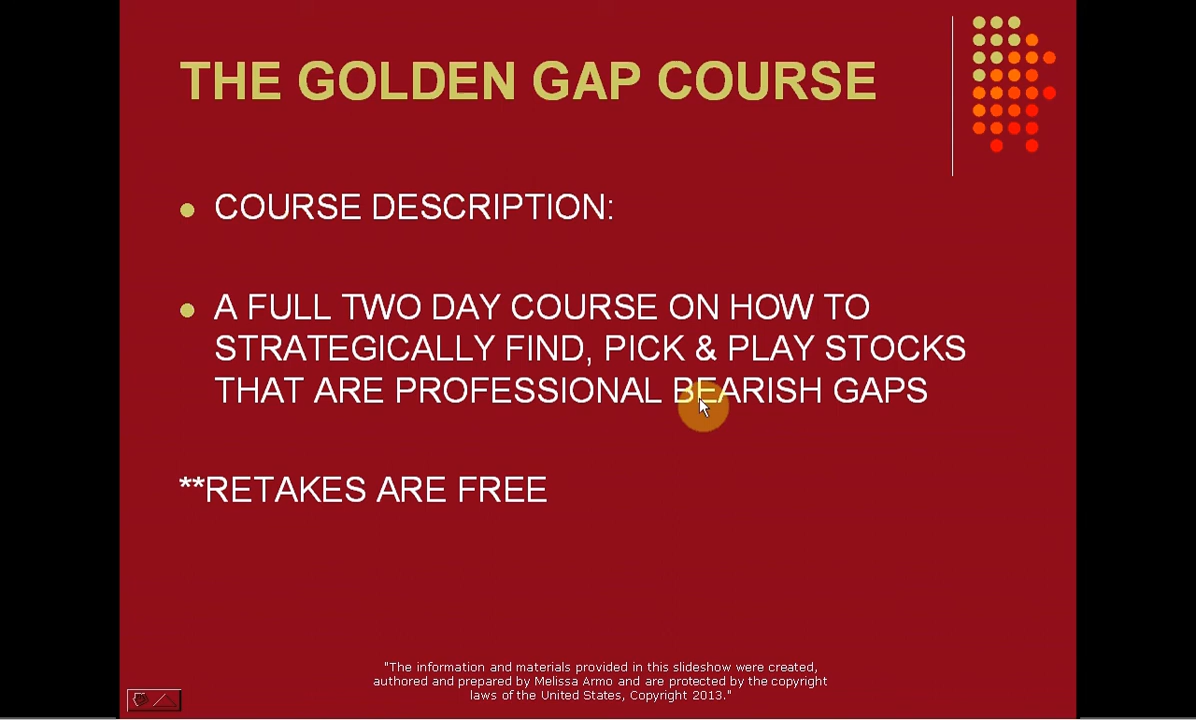 THE GOLDEN GAP COURSE
COURSE DESCRIPTION:
A FULL TWO DAY COURSE ON HOW TO
STRATEGICALLY FIND, PICK & PLAY STOCKS
THAT ARE PROFESSIONAL BEARISH GAPS
**RETAKES ARE FREE
"The information and materials provided in this slideshow were created,
authored and prepared by Melissa Armo and are protected by the copyright
laws of the United States, Copyright 2013."